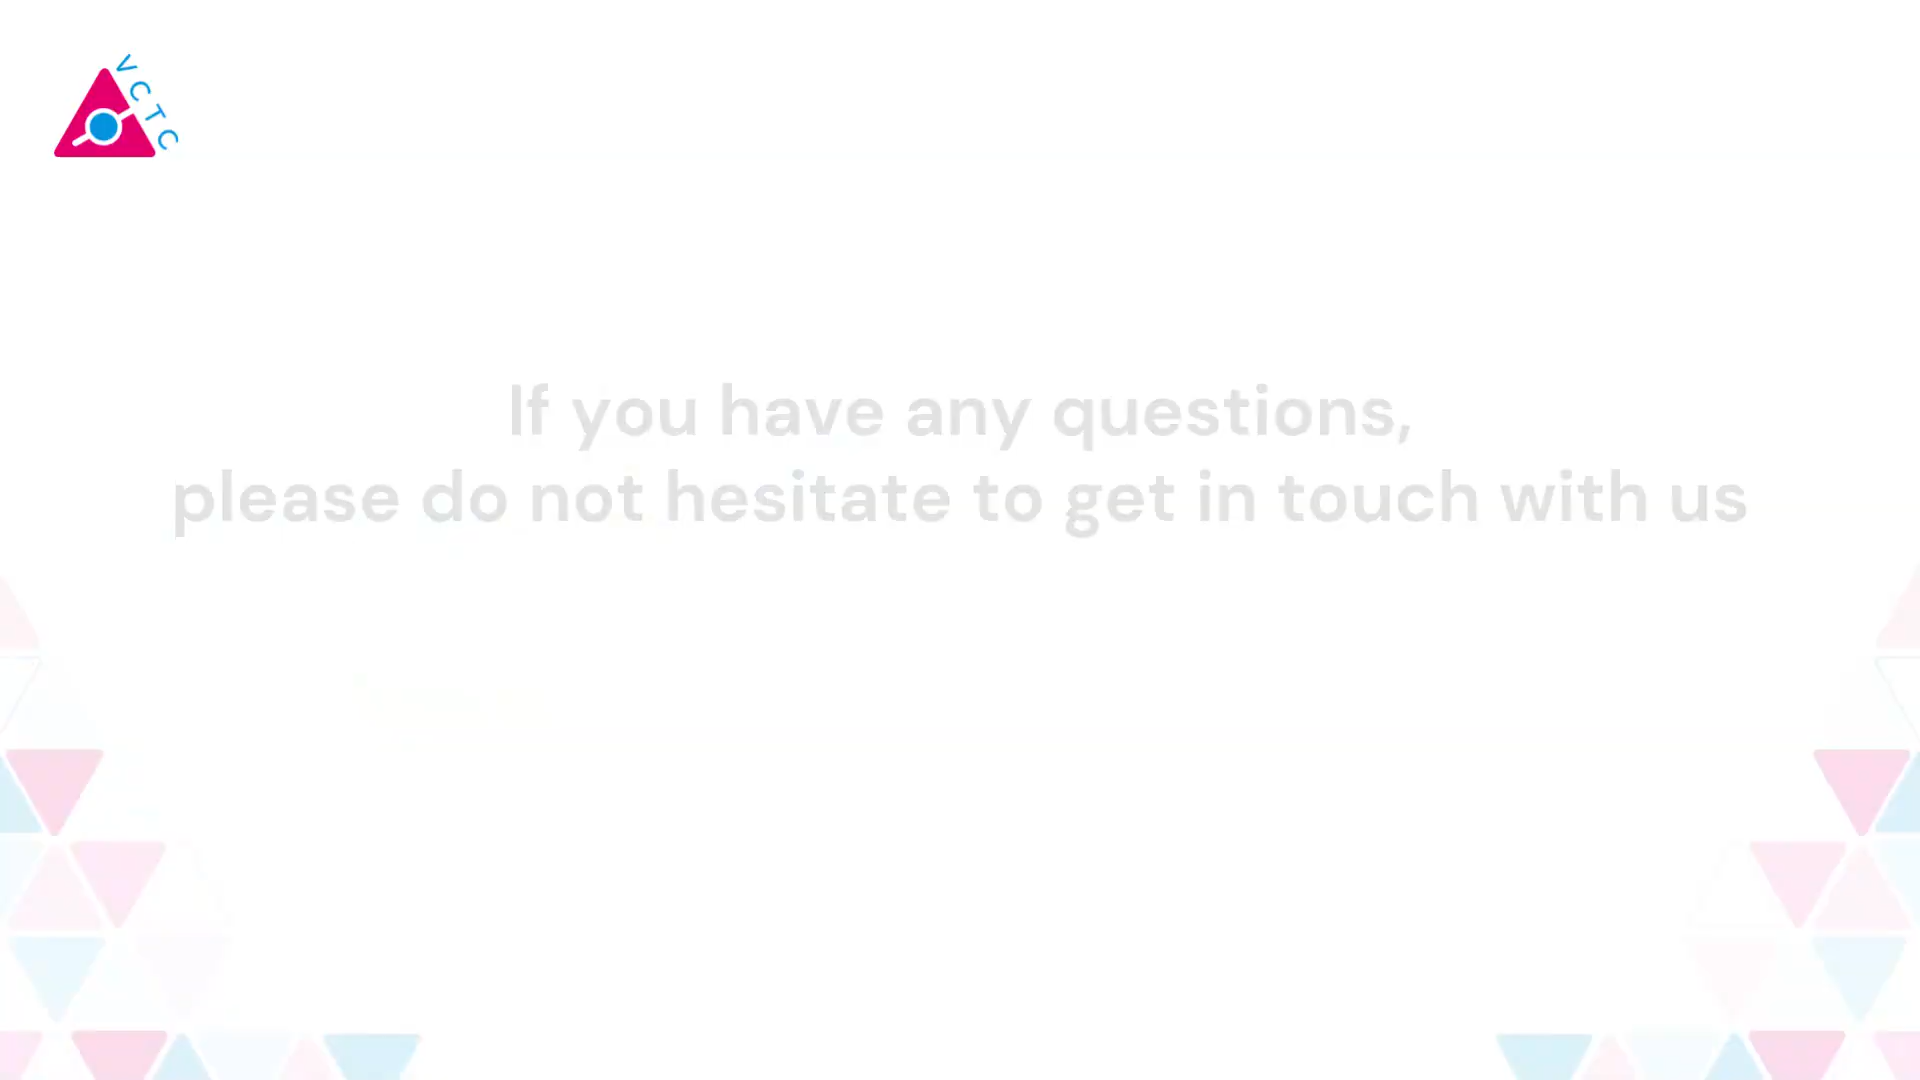 VCTC
If you have any questions,
please do not hesitate to get in touch with us